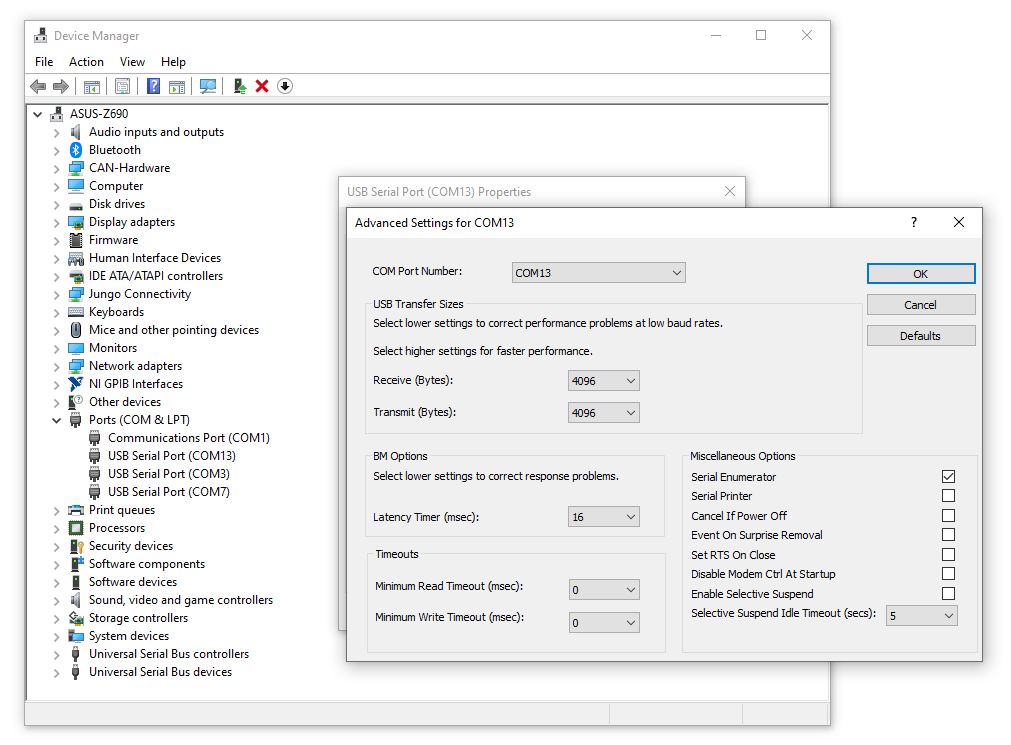 Device Manager
File Action View Help
ASUS-Z690
Audio inputs and outputs
Bluetooth
CAN-Hardware
Computer
Disk drives
Display adapters
Firmware
Human Interface Devices
IDE ATA/ATAPI controllers
Jungo Connectivity
Keyboards
Mice and other pointing devices
Monitors
Network adapters
NI GPIB Interfaces
Other devices
Ports (COM & LPT)
Communications Port (COM1)
USB Serial Port (COM13)
USB Serial Port (COM3)
USB Serial Port (COM7)
Print queues
Processors
Security devices
Software components
Software devices
Sound, video and game controllers
Storage controllers
System devices
Universal Serial Bus controllers
Universal Serial Bus devices
USB Serial Port (COM13) Properties
Advanced Settings for COM13 ?
COM Port Number: COM13
OK
Cancel
Defaults
USB Transfer Sizes
Select lower settings to correct performance problems at low baud rates.
Select higher settings for faster performance.
Receive (Bytes): 4096
Transmit (Bytes): 4096
BM Options
Select lower settings to correct response problems.
Latency Timer (msec): 16
Timeouts
Minimum Read Timeout (msec): 0
Minimum Write Timeout (msec): 0
Miscellaneous Options
Serial Enumerator
Serial Printer
Cancel If Power Off
Event On Surprise Removal
Set RTS On Close
Disable Modem Ctrl At Startup
Enable Selective Suspend
Selective Suspend Idle Timeout (secs): 5